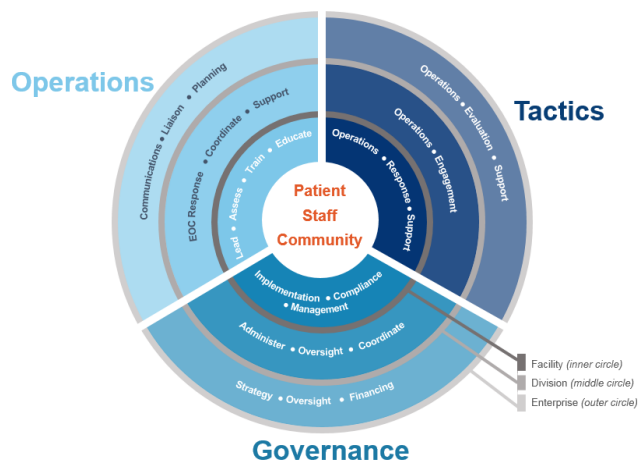 Operations
Communications • Liaison • Planning
EOC Response • Coordinate • Support
Lead • Assess • Train • Educate
Tactics
Operations • Evaluation • Support
Operations • Engagement
Operations • Response • Support
Patient
Staff
Community
Implementation • Compliance
• Management
Administer • Oversight • Coordinate
Strategy • Oversight • Financing
Governance
Facility (inner circle)
Division (middle circle)
Enterprise (outer circle)